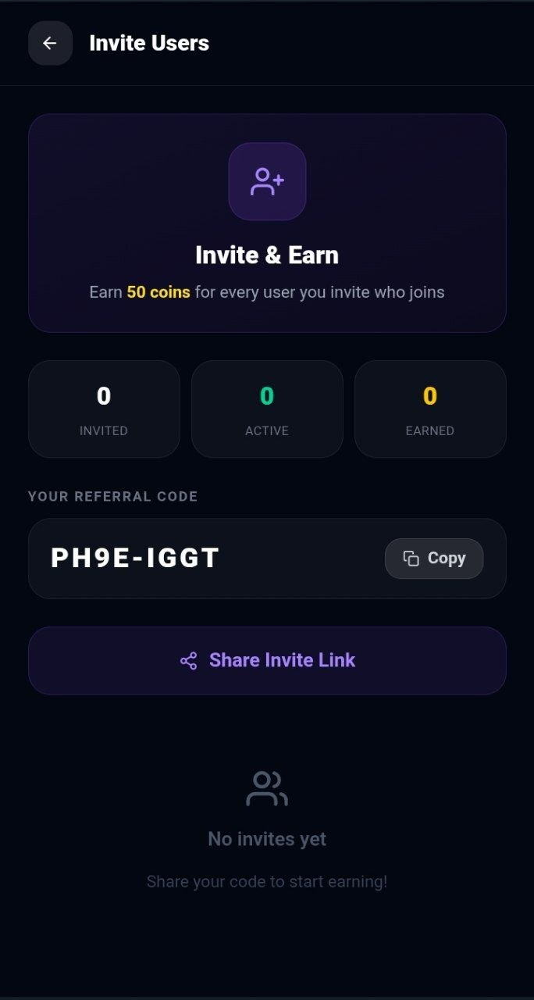 Invite Users
Invite & Earn
Earn 50 coins for every user you invite who joins
0
INVITED
0
ACTIVE
0
EARNED
YOUR REFERRAL CODE
PH9E-IGGT
Copy
Share Invite Link
No invites yet
Share your code to start earning!